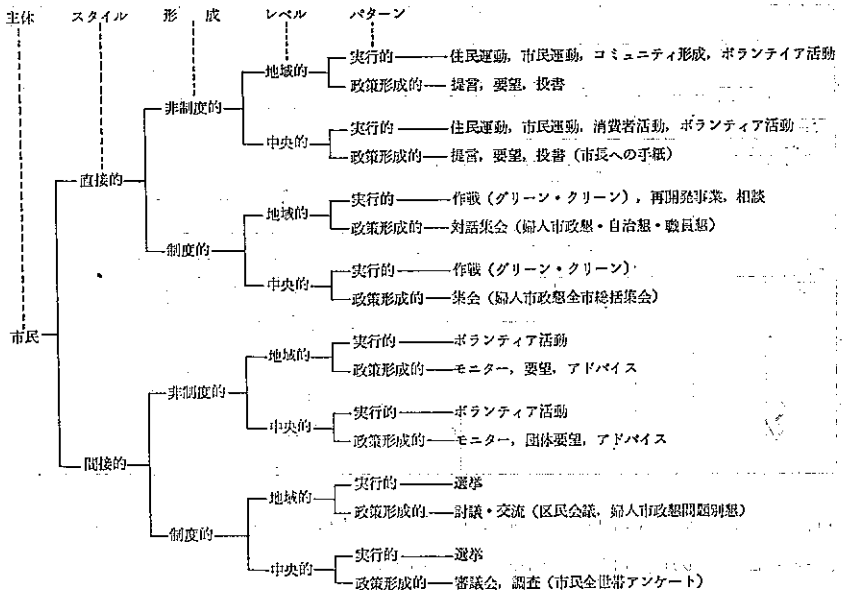 主体 スタイル 形成 レベル パターン
実行的 住民運動，市民運動，コミュニティ形成，ボランテイア活動
地域的
政策形成的 提言，要望，投書
非制度的
実行的 住民運動，市民運動，消費者活動，ボランティア活動
中央的
政策形成的 提言，要望，投書（市長への手紙）
直接的
実行的 作戦（グリーン・クリーン），再開発事業，相談
地域的
政策形成的 対話集会（婦人市政懇・自治懇・職員懇）
制度的
実行的 作戦（グリーン・クリーン）
中央的
政策形成的 集会（婦人市政懇全市総括集会）
市民
実行的 ボランティア活動
地域的
政策形成的 モニター，要望，アドバイス
非制度的
実行的 ボランティア活動
中央的
政策形成的 モニター，団体要望，アドバイス
間接的
実行的 選挙
地域的
政策形成的 討議・交流（区民会議，婦人市政懇問題別懇）
制度的
実行的 選挙
中央的
政策形成的 審議会，調査（市民全世帯アンケート）